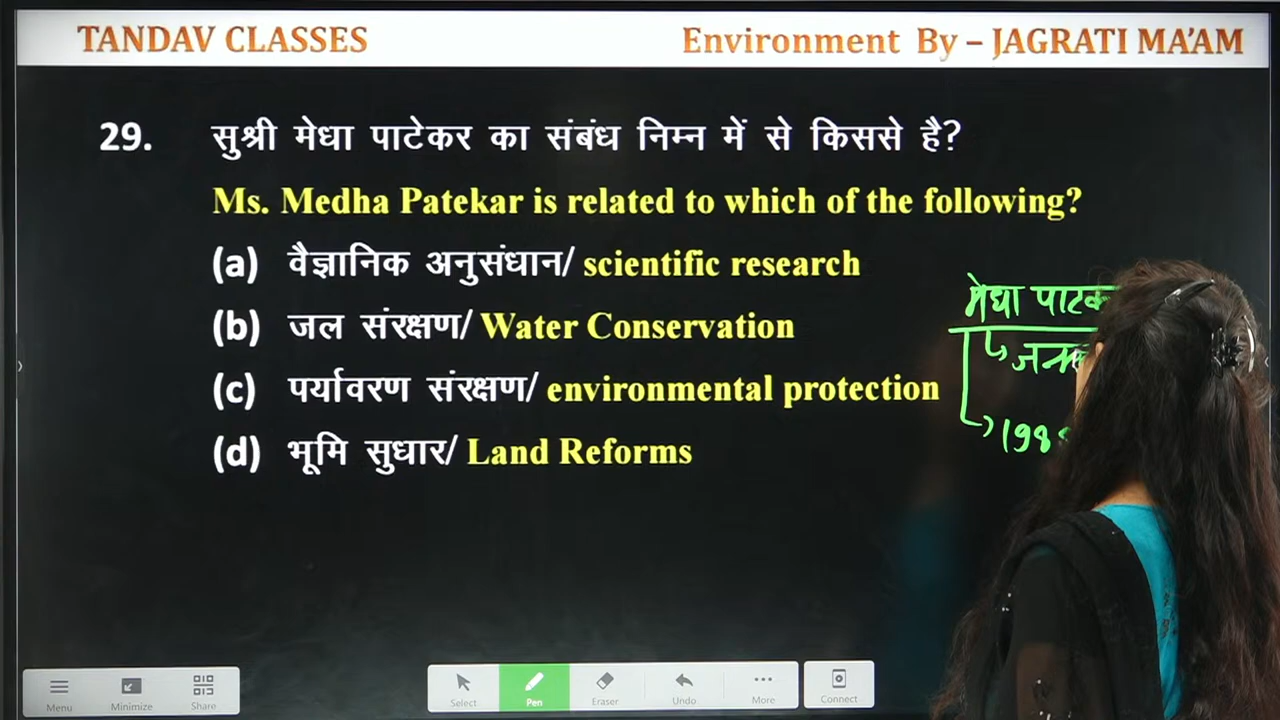 TANDAV CLASSES
Environment By – JAGRATI MA'AM
29. सुश्री मेधा पाटेकर का संबंध निम्न में से किससे है?
Ms. Medha Patekar is related to which of the following?
(a) वैज्ञानिक अनुसंधान/ scientific research
(b) जल संरक्षण/ Water Conservation
(c) पर्यावरण संरक्षण/ environmental protection
(d) भूमि सुधार/ Land Reforms
मेधा
Menu
Minimize
Share
Select
Pen
Eraser
Undo
More
Connect